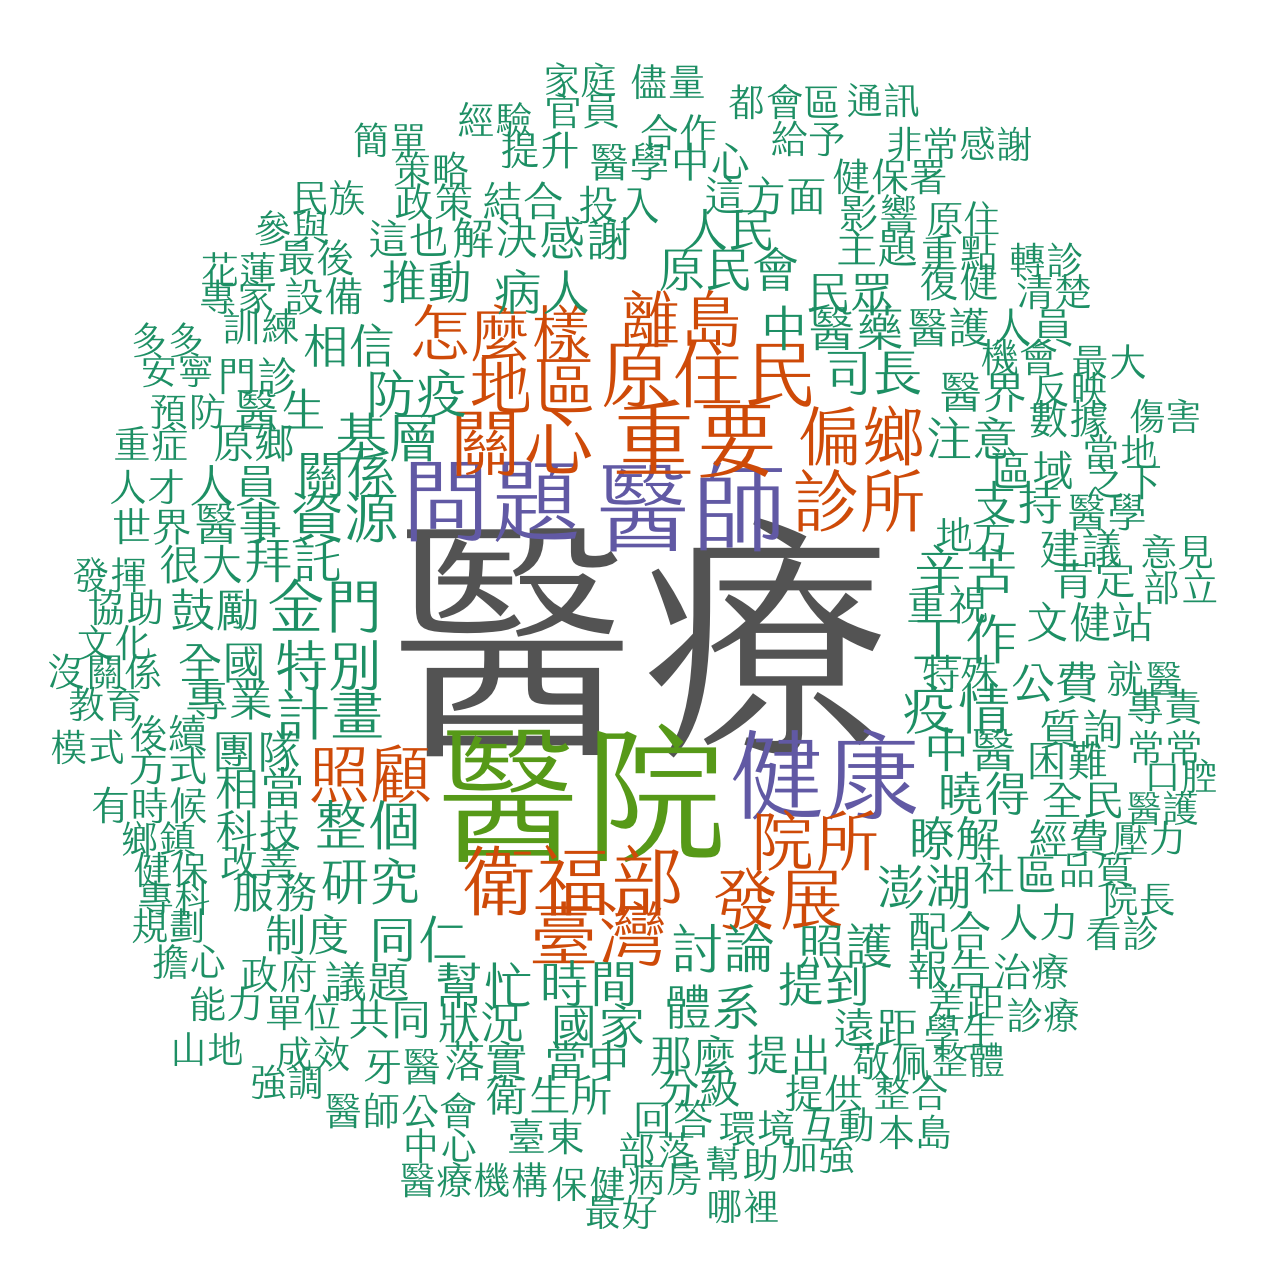 家庭 儘量
都會區 通訊
經驗 官員
簡單 提升 合作 給予 非常感謝
策略 醫學中心 健保署
民族 政策 結合 投入 這方面 影響 原住
參與 這也 解決 感謝 人民 主題 重點 轉診
花蓮 最後 推動 病人 原民會 民眾 復健 清楚
專家 設備
多多 訓練 相信 怎麼樣 離島 中醫藥 醫護人員
安寧 門診 防疫 地區 原住民 司長 機會 最大
預防 醫生 醫界 反映
重症 原鄉 基層 關心 重要 偏鄉 注意 數據 傷害
人才 人員 關係 問題 醫師 診所 區域 當地 之下
世界 醫事 資源 支持 醫學
發揮 很大 拜託 地方 建議 意見
協助 鼓勵 金門 醫療 辛苦 肯定 部立
文化 重視 工作 文健站
沒關係 全國 特別 特殊 公費 就醫
教育 專業 計畫 疫情 質詢 專責
模式 後續 團隊 中醫 困難 常常
方式 相當 照顧 醫院 健康 曉得 口腔
有時候 全民 醫護
鄉鎮 科技 整個 院所 瞭解 經費 壓力
健保 改善 研究 衛福部 發展 澎湖 社區 品質
專科 服務 院長
規劃 制度 同仁 臺灣 討論 照護 配合 人力 看診
擔心 政府 議題 幫忙 時間 體系 提到 報告 治療
能力 單位 共同 狀況 國家 遠距 差距 學生 診療
山地 成效 牙醫 落實 當中 那麼 提出 敬佩 整體
強調 醫師公會 衛生所 分級 提供 整合
中心 臺東 回答 環境 互動 本島
醫療機構 保健 部落 病房 幫助 加強
最好 哪裡